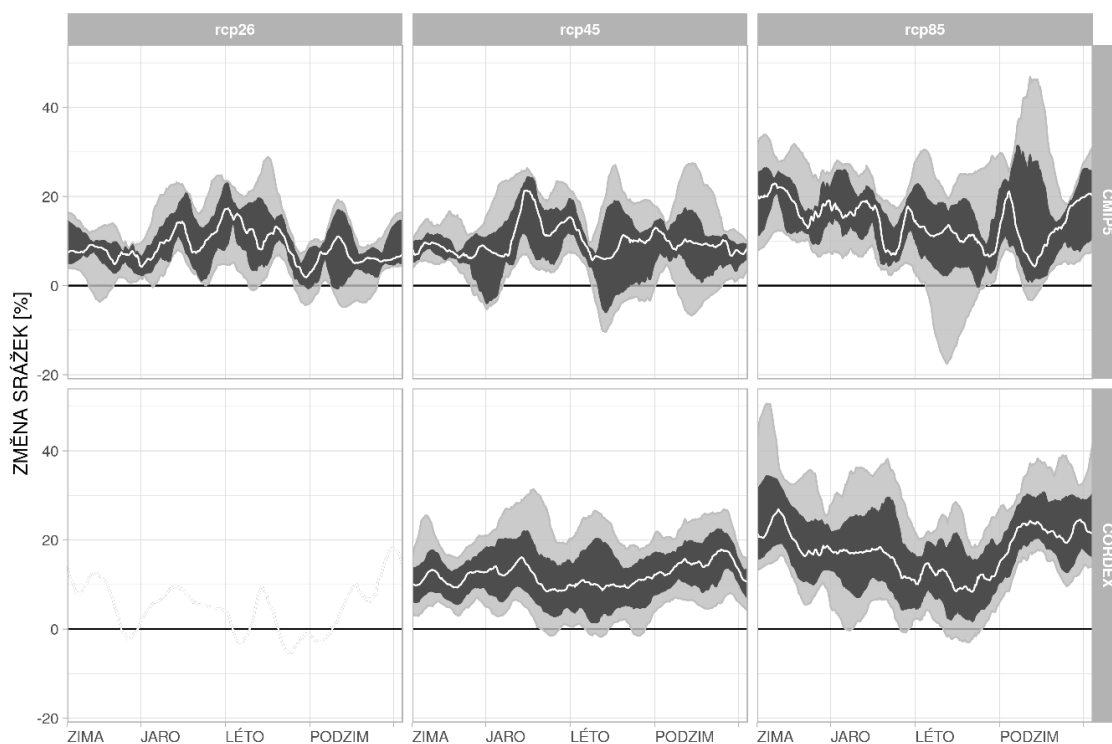 rcp26 rcp45 rcp85
ZMĚNA SRÁŽEK [%]
40
20
0
-20
CMIP5
40
20
0
-20
CORDEX
ZIMA JARO LÉTO PODZIM ZIMA JARO LÉTO PODZIM ZIMA JARO LÉTO PODZIM